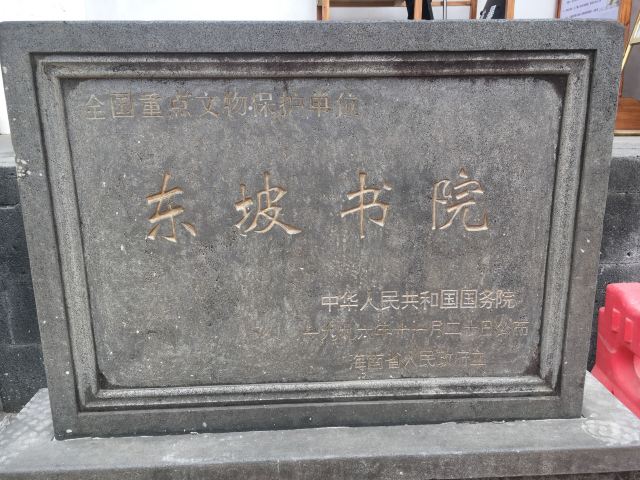 全国重点文物保护单位
东坡书院
中华人民共和国国务院
一九九六年十一月二十日公布
海南省人民政府立